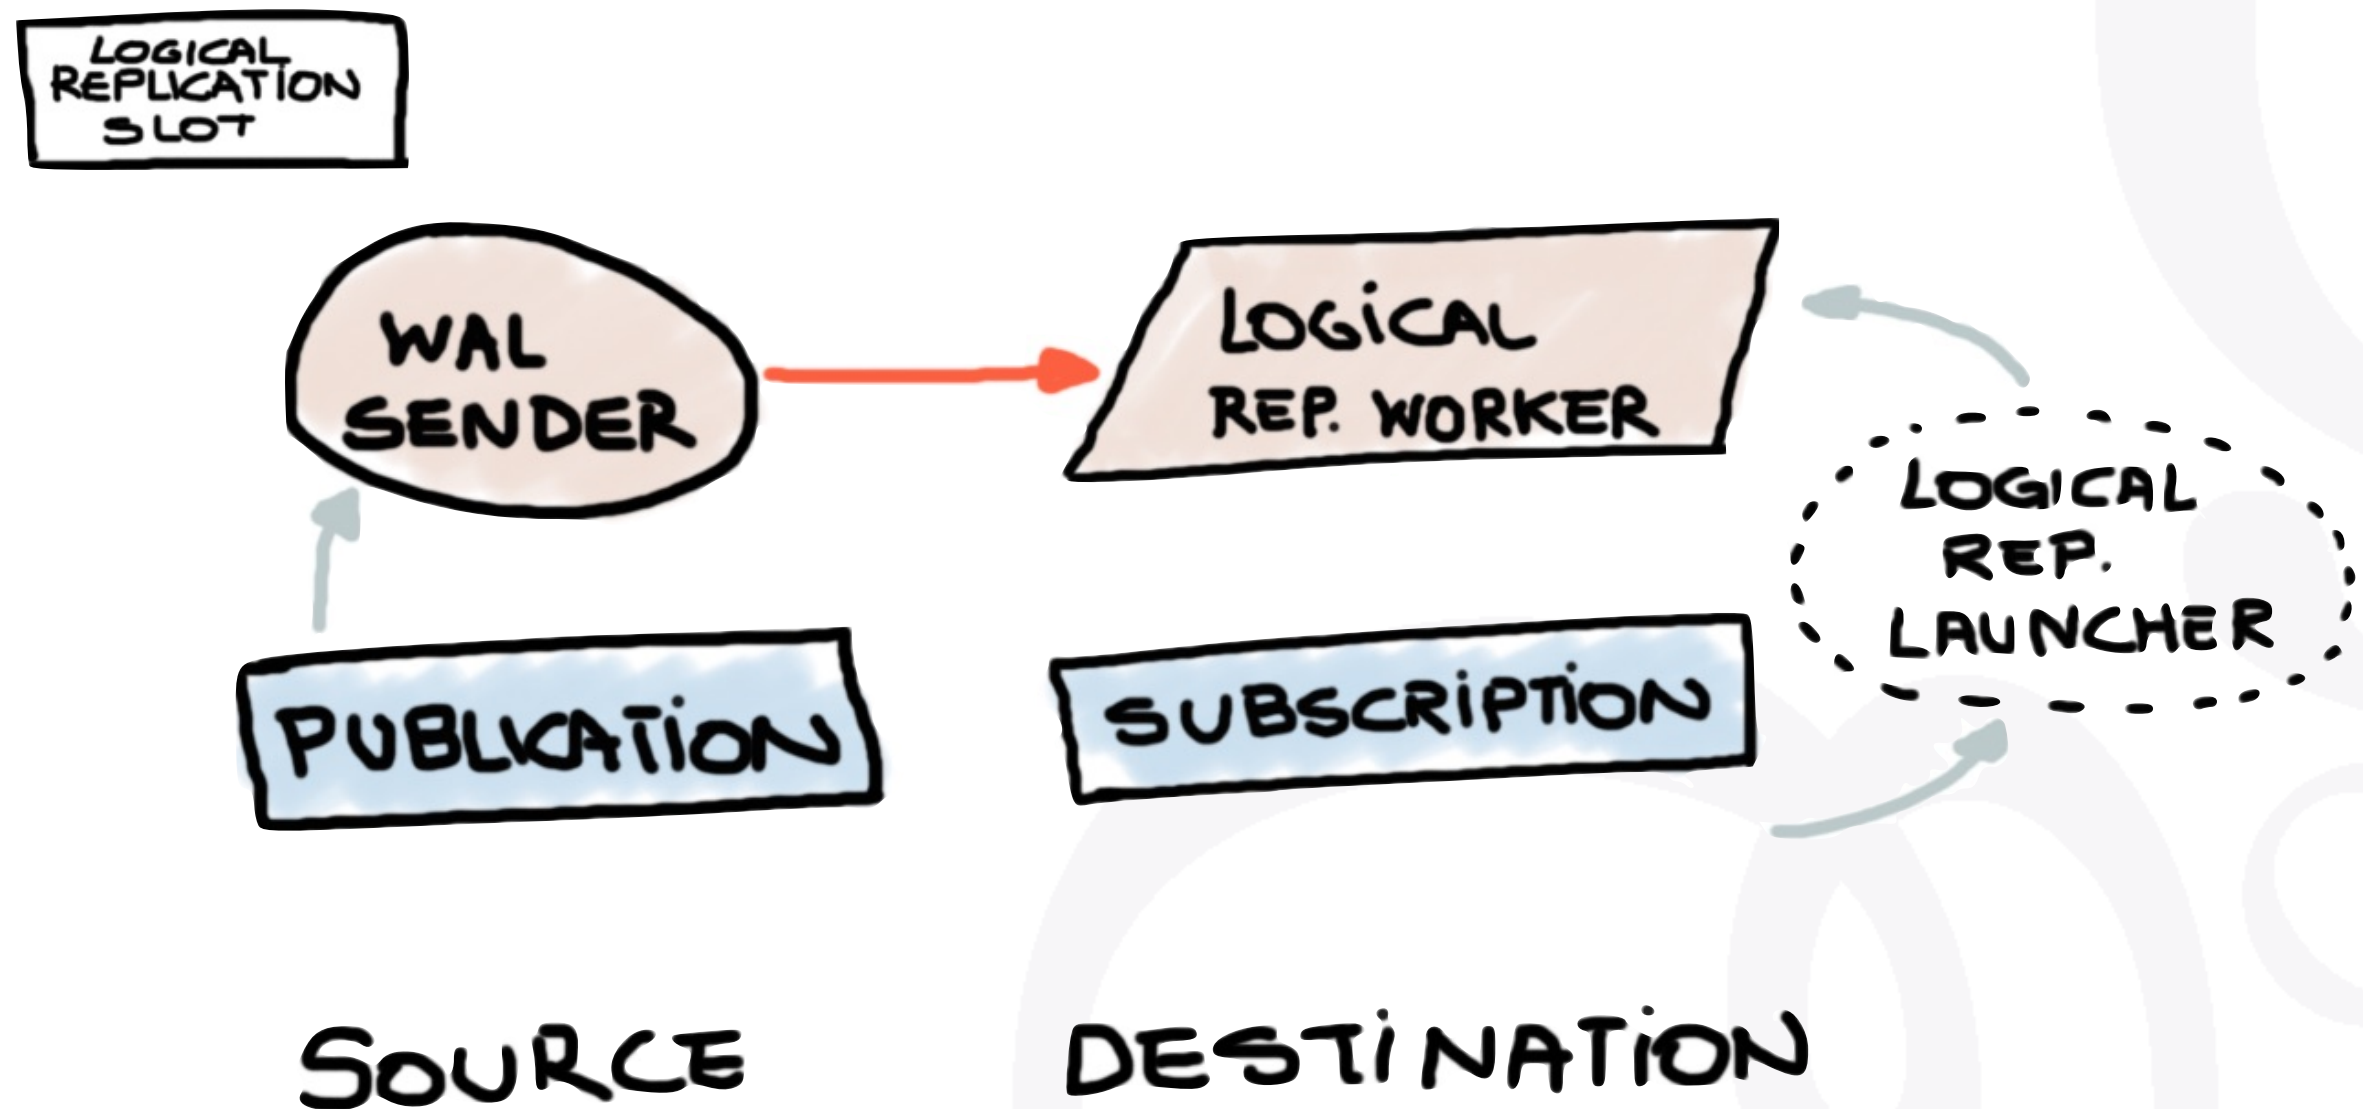 LOGICAL
REPLICATION
SLOT
WAL
SENDER
LOGICAL
REP. WORKER
LOGICAL
REP.
LAUNCHER
PUBLICATION
SUBSCRIPTION
SOURCE
DESTINATION